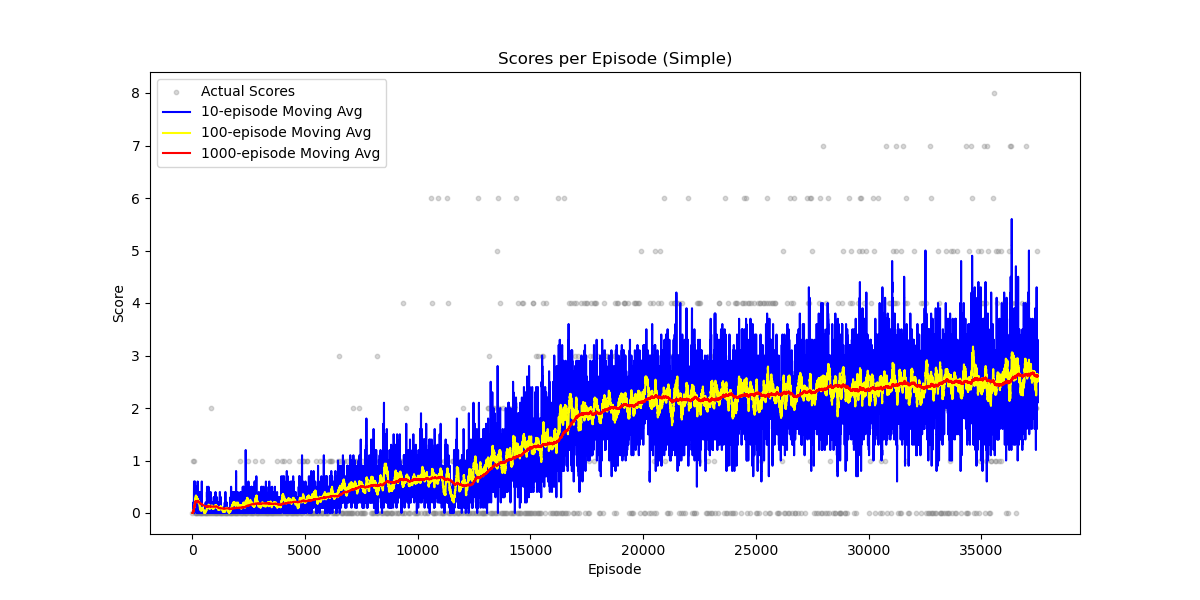 Scores per Episode (Simple)
Actual Scores
10-episode Moving Avg
100-episode Moving Avg
1000-episode Moving Avg
Score
8
7
6
5
4
3
2
1
0
0 5000 10000 15000 20000 25000 30000 35000
Episode